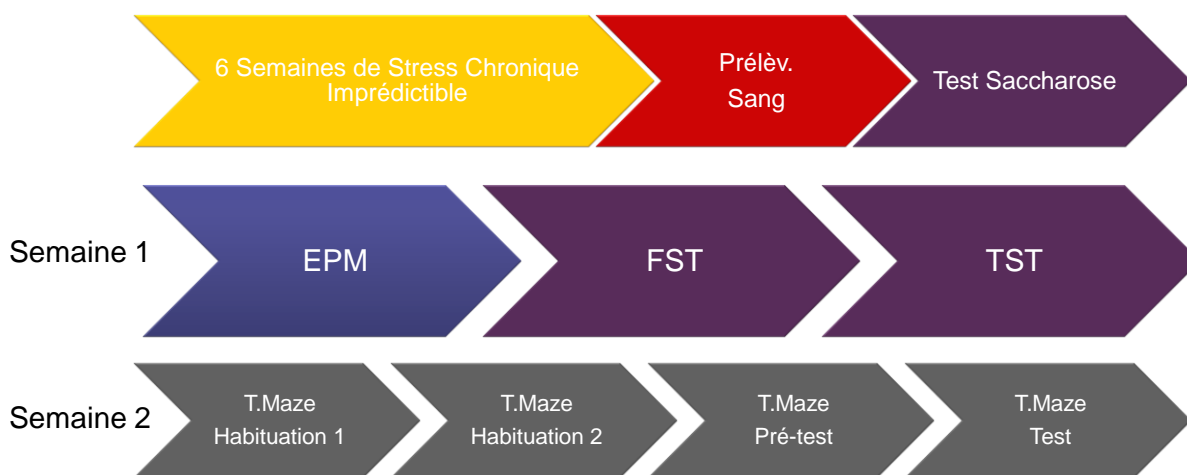 6 Semaines de Stress Chronique
Imprédictible
Prélèv.
Sang
Test Saccharose
Semaine 1
EPM
FST
TST
Semaine 2
T.Maze
Habituation 1
T.Maze
Habituation 2
T.Maze
Pré-test
T.Maze
Test